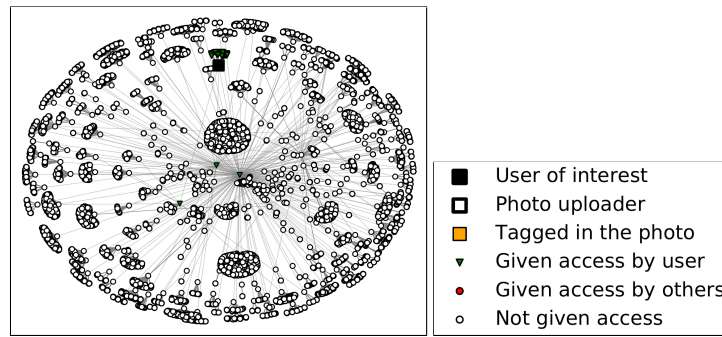 User of interest
Photo uploader
Tagged in the photo
Given access by user
Given access by others
Not given access